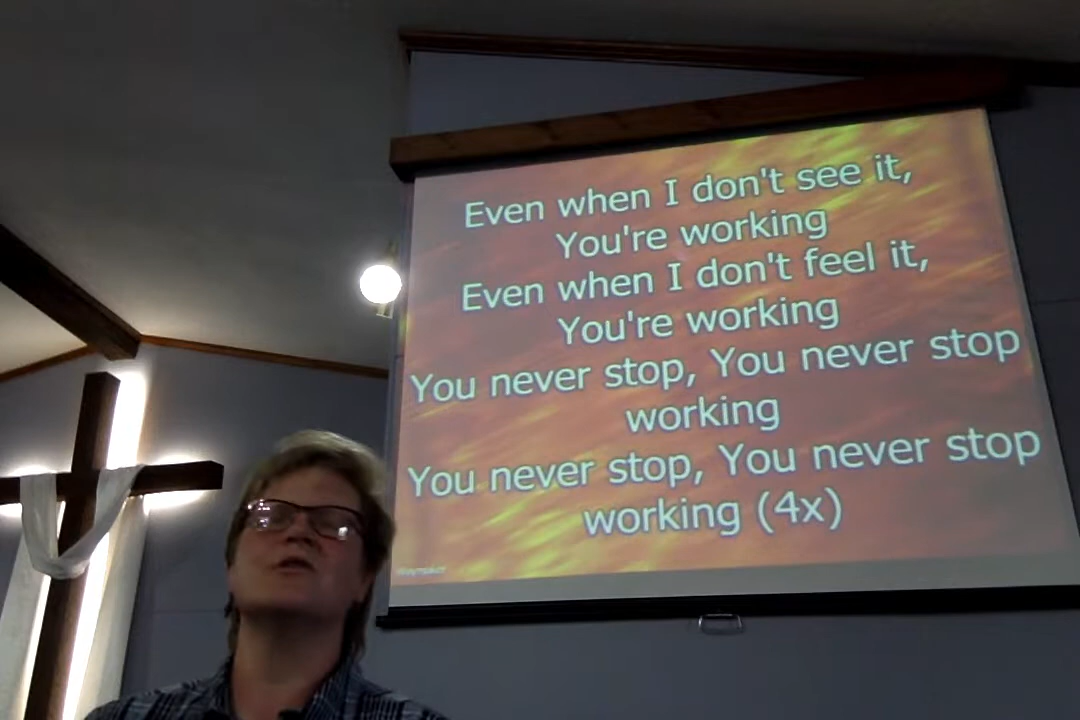 Even when I don't see it,
You're working
Even when I don't feel it,
You're working
You never stop, You never stop
working
You never stop, You never stop
working (4x)